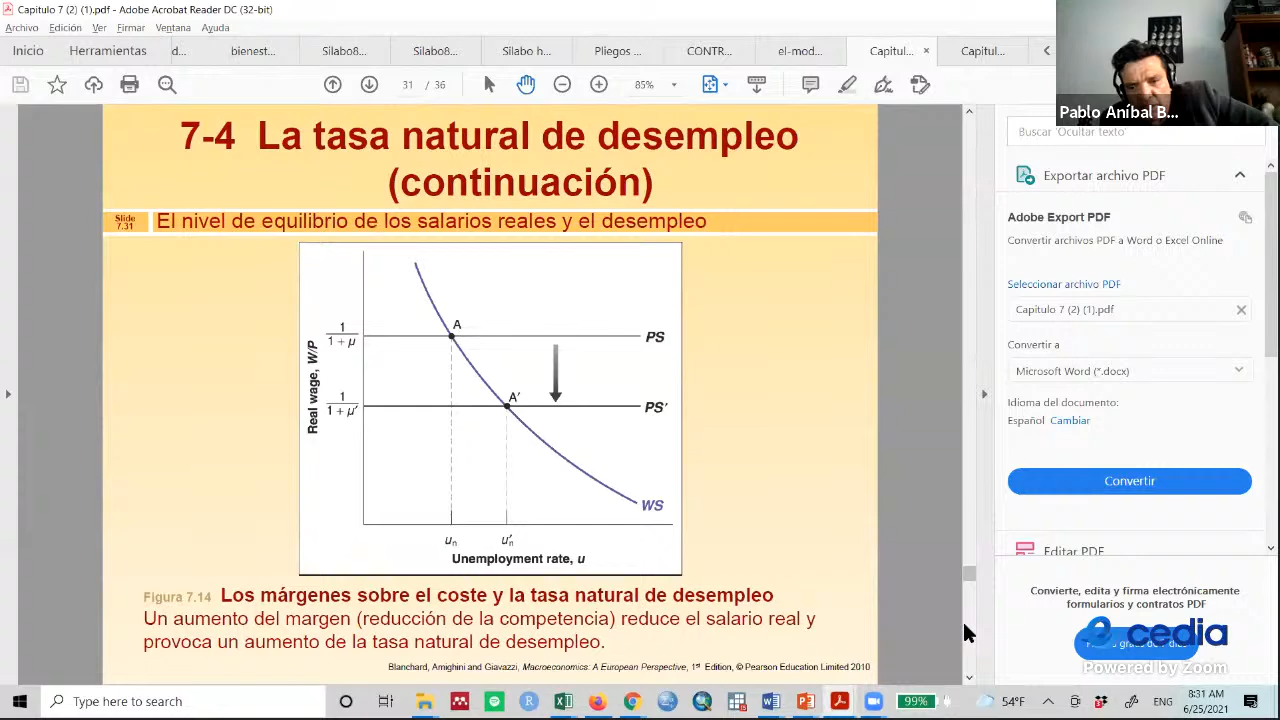 Capitulo 7 (2) (1).pdf - Adobe Acrobat Reader DC (32-bit)
Archivo Edición Ver Firmar Ventana Ayuda
Inicio Herramientas d... bienest... Silabo8... Silabo8... Silabo h... Pliegos ... CONTR... el-mod... Capitul... × Capitul...
31 / 36 85%
Pablo Aníbal B...
7-4 La tasa natural de desempleo
(continuación)
Slide
7.31
El nivel de equilibrio de los salarios reales y el desempleo
Real wage, W/P
1
1 + μ
A
PS
1
1 + μ′
A′
PS′
WS
un
u′n
Unemployment rate, u
Figura 7.14 Los márgenes sobre el coste y la tasa natural de desempleo
Un aumento del margen (reducción de la competencia) reduce el salario real y
provoca un aumento de la tasa natural de desempleo.
Blanchard, Amighini and Giavazzi, Macroeconomics: A European Perspective, 1st Edition, © Pearson Education Limited 2010
Buscar 'Ocultar texto'
Exportar archivo PDF
Adobe Export PDF
Convertir archivos PDF a Word o Excel Online
Seleccionar archivo PDF
Capitulo 7 (2) (1).pdf
Convertir a
Microsoft Word (*.docx)
Idioma del documento:
Español Cambiar
Convertir
Editar PDF
Convierte, edita y firma electrónicamente
formularios y contratos PDF
cedia
Powered by Zoom
Type here to search
99%
54°F
ENG
8:31 AM
6/25/2021